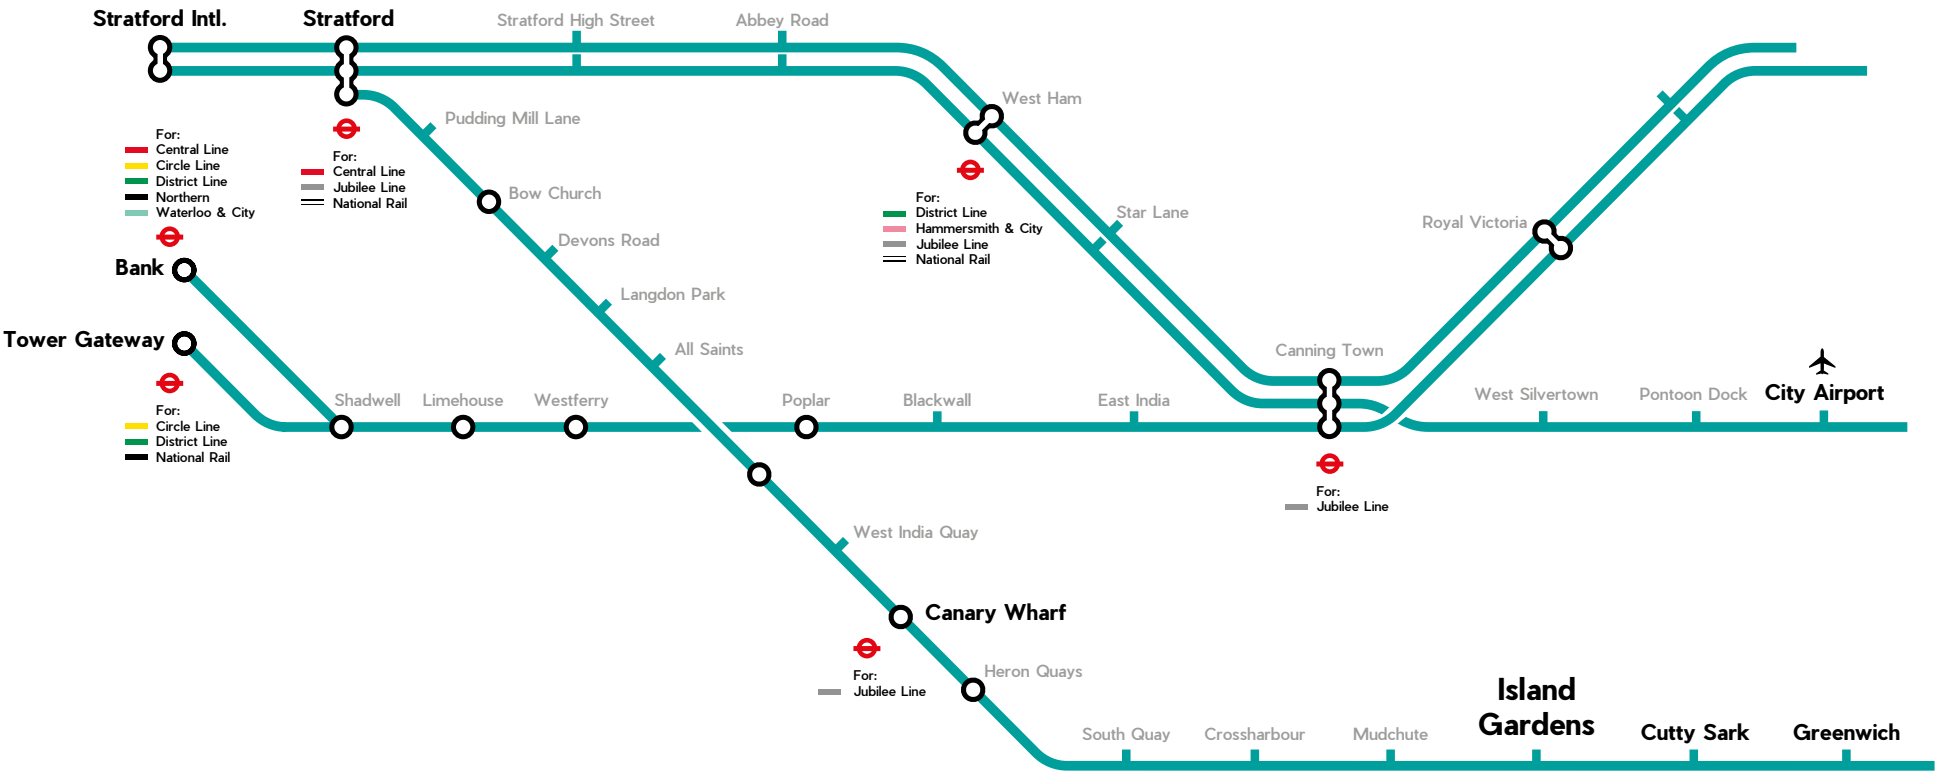 Stratford Intl.
Stratford
Stratford High Street
Abbey Road
West Ham
Pudding Mill Lane
For:
Central Line
Circle Line
District Line
Northern
Waterloo & City
For:
Central Line
Jubilee Line
National Rail
Bow Church
For:
District Line
Hammersmith & City
Jubilee Line
National Rail
Star Lane
Royal Victoria
Devons Road
Bank
Langdon Park
Tower Gateway
All Saints
Canning Town
Shadwell
Limehouse
Westferry
Poplar
Blackwall
East India
West Silvertown
Pontoon Dock
City Airport
For:
Circle Line
District Line
National Rail
For:
Jubilee Line
West India Quay
Canary Wharf
For:
Jubilee Line
Heron Quays
South Quay
Crossharbour
Mudchute
Island
Gardens
Cutty Sark
Greenwich